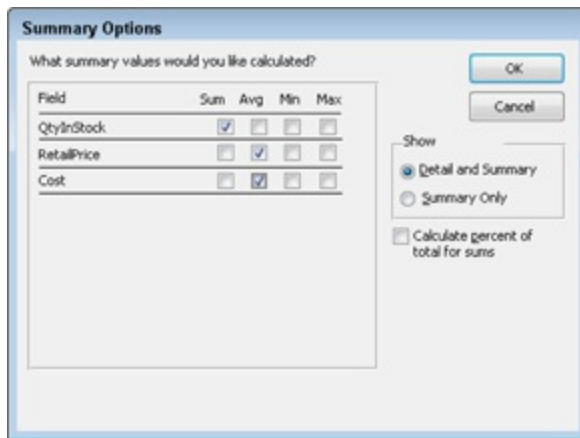 Summary Options
What summary values would you like calculated?
OK
Cancel
Field Sum Avg Min Max
QtyInStock
RetailPrice
Cost
Show
Detail and Summary
Summary Only
Calculate percent of
total for sums